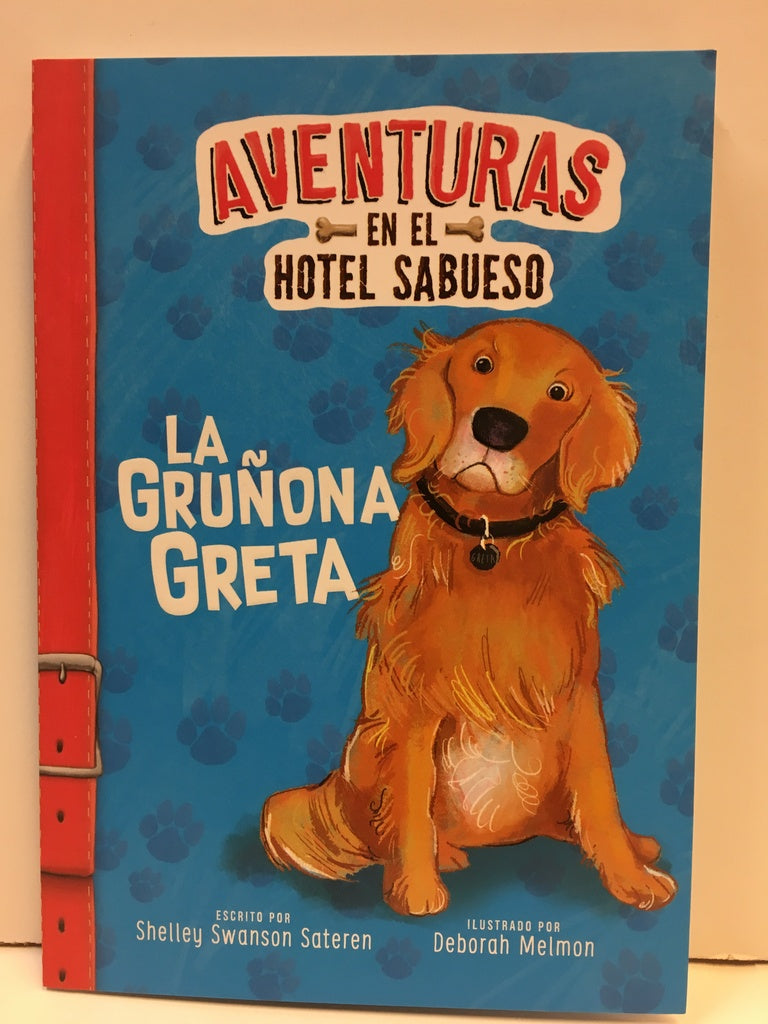 AVENTURAS
EN EL
HOTEL SABUESO
LA
GRUÑONA
GRETA
ESCRITO POR
Shelley Swanson Sateren
ILUSTRADO POR
Deborah Melmon